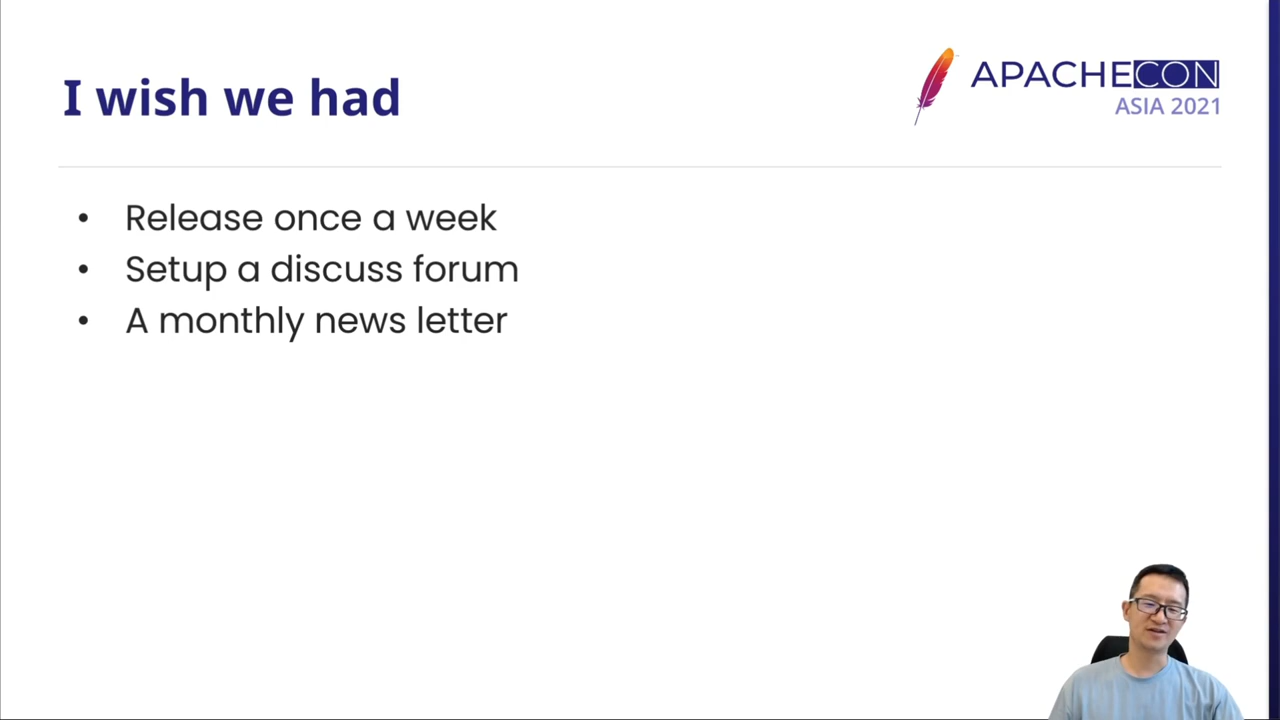 I wish we had
APACHECON
ASIA 2021
• Release once a week
• Setup a discuss forum
• A monthly news letter